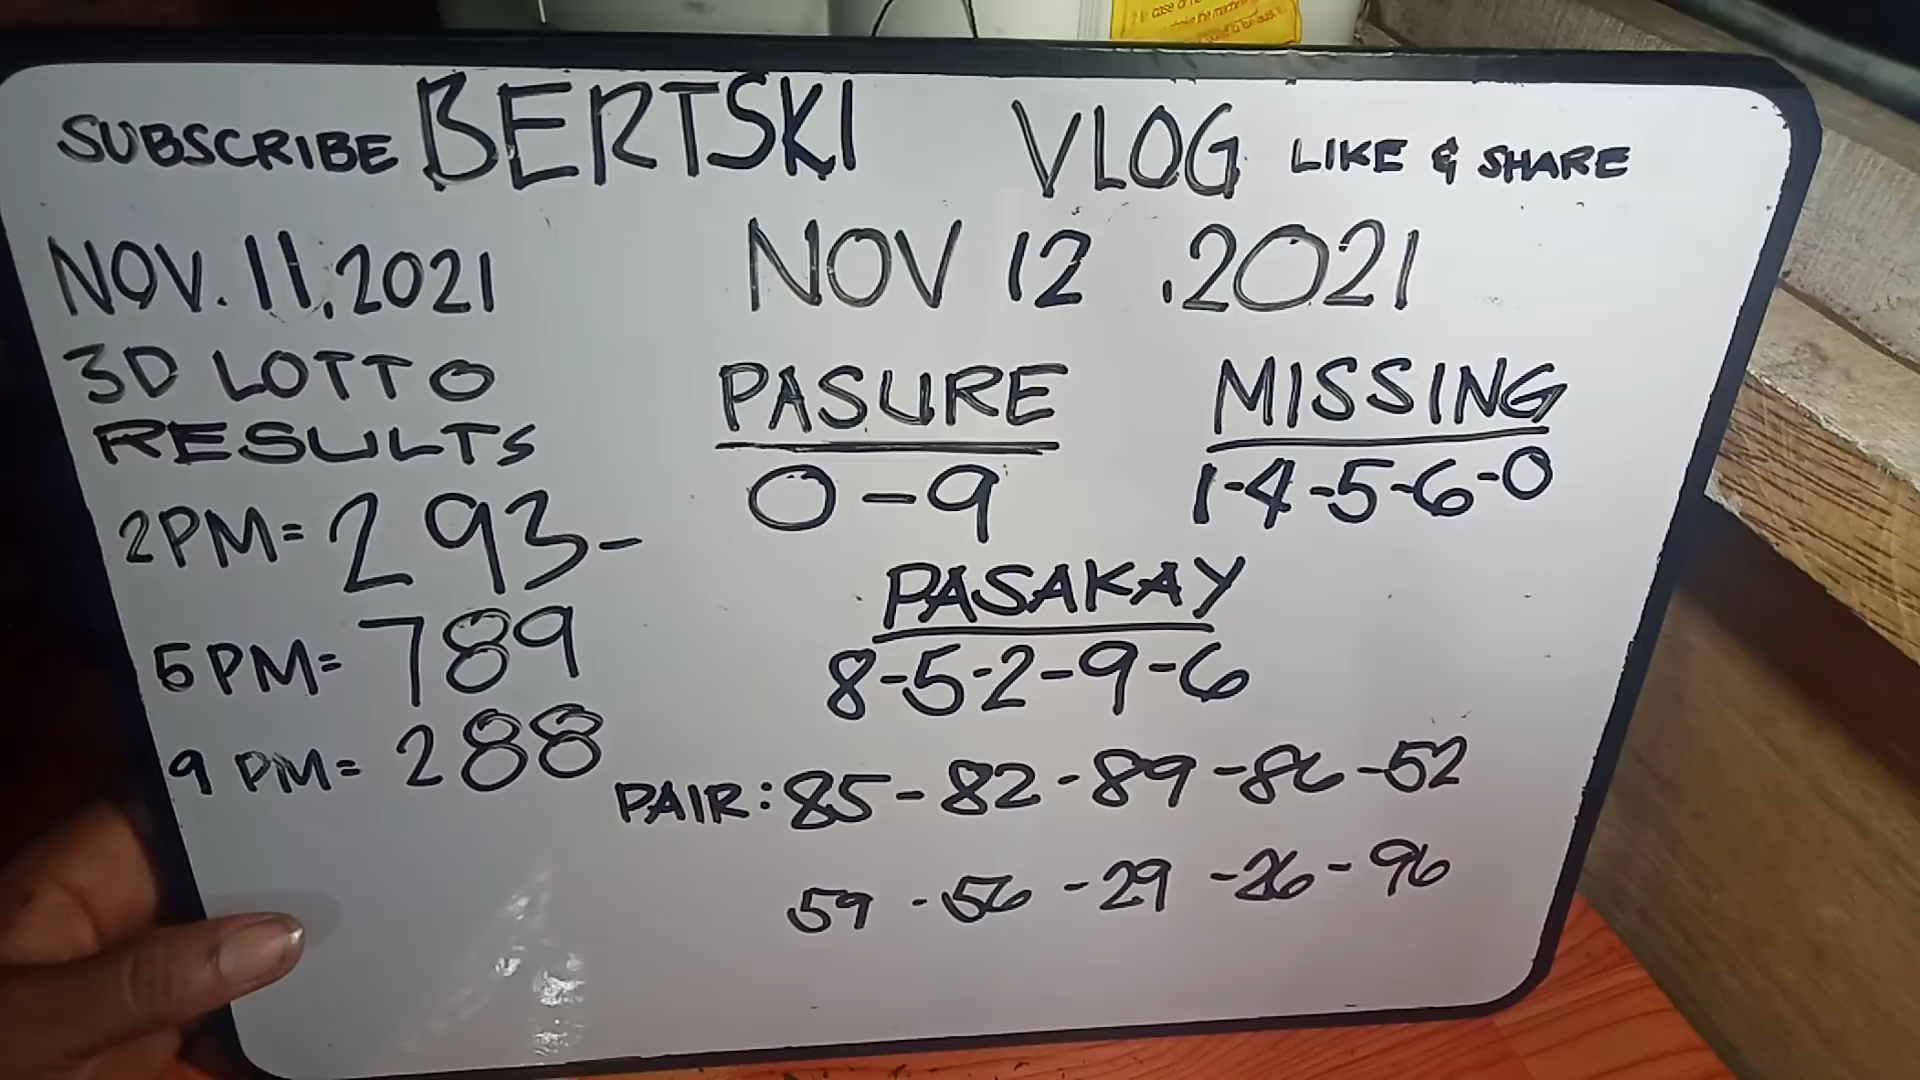 SUBSCRIBE BERTSKI VLOG LIKE & SHARE
NOV. 11, 2021
3D LOTTO
RESULTS
2PM= 293-
5PM= 789
9 PM= 288
NOV 12 .2021
PASURE
0-9
MISSING
1-4-5-6-0
PASAKAY
8-5-2-9-6
PAIR: 85-82-89-86-52
59-56-29-26-96